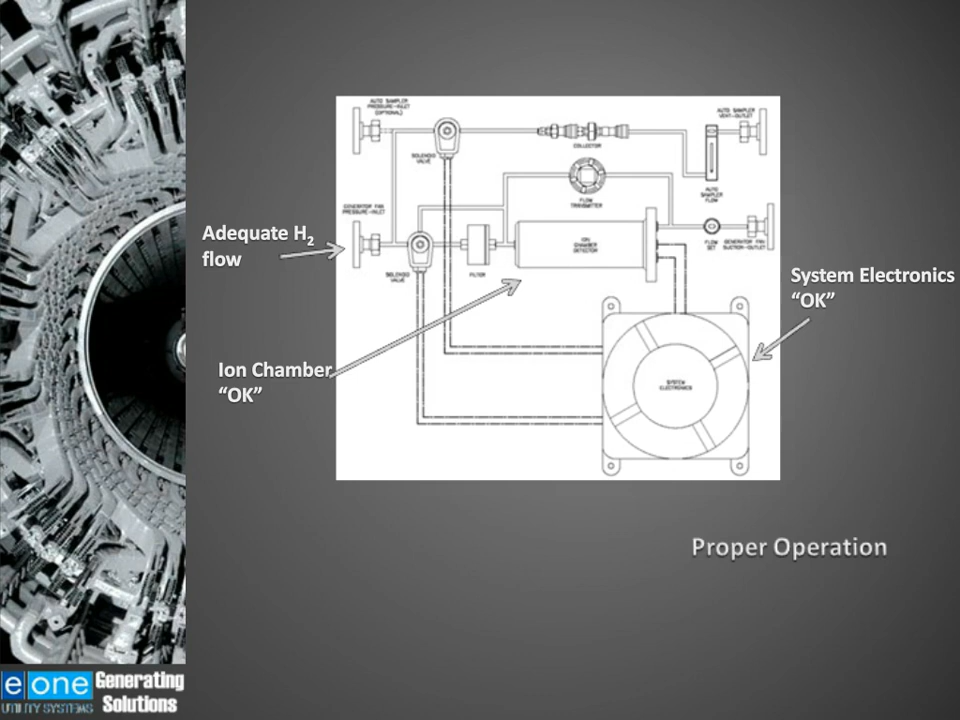 AUTO SAMPLER
PRESSURE-INLET
(OPTIONAL)
AUTO SAMPLER
VENT-OUTLET
COLLECTOR
SOLENOID
VALVE
FLOW
TRANSMITTER
AUTO
SAMPLER
FLOW
GENERATOR FAN
PRESSURE-INLET
Adequate H₂
flow
ION
CHAMBER
DETECTOR
FLOW
SET
GENERATOR FAN
SUCTION-OUTLET
SOLENOID
VALVE
FILTER
System Electronics
“OK”
Ion Chamber
“OK”
SYSTEM
ELECTRONICS
Proper Operation
e one
UTILITY SYSTEMS
Generating
Solutions